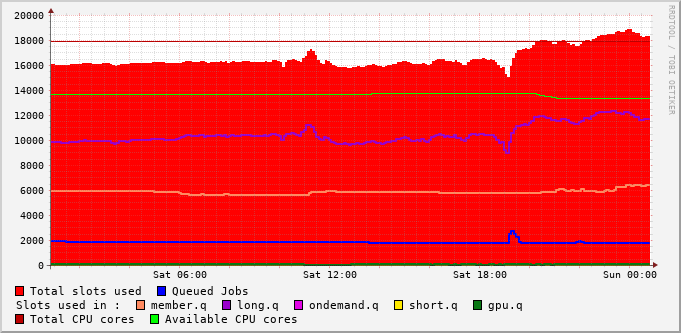 20000
18000
16000
14000
12000
10000
8000
6000
4000
2000
0
Sat 06:00 Sat 12:00 Sat 18:00 Sun 00:00
RRDTOOL / TOBI OETIKER
Total slots used Queued Jobs
Slots used in : member.q long.q ondemand.q short.q gpu.q
Total CPU cores Available CPU cores